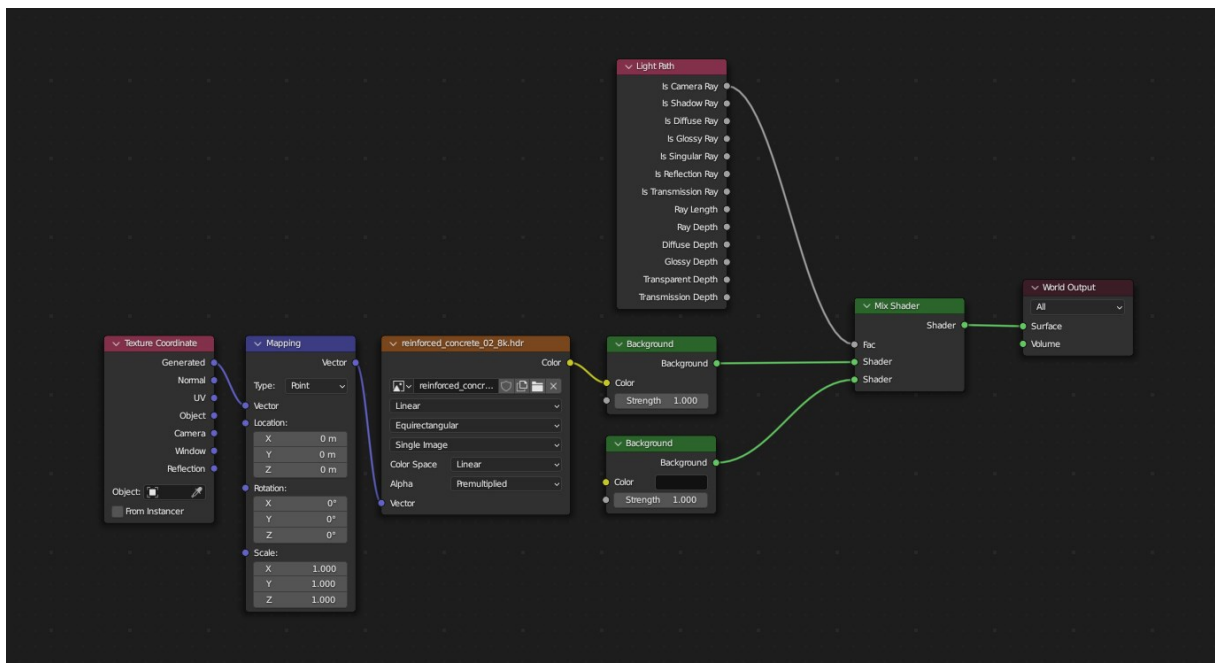 Light Path
Is Camera Ray
Is Shadow Ray
Is Diffuse Ray
Is Glossy Ray
Is Singular Ray
Is Reflection Ray
Is Transmission Ray
Ray Length
Ray Depth
Diffuse Depth
Glossy Depth
Transparent Depth
Transmission Depth
Texture Coordinate
Generated
Normal
UV
Object
Camera
Window
Reflection
Object:
From Instancer
Mapping
Vector
Type: Point
Vector
Location:
X 0 m
Y 0 m
Z 0 m
Rotation:
X 0°
Y 0°
Z 0°
Scale:
X 1.000
Y 1.000
Z 1.000
reinforced_concrete_02_8k.hdr
Color
reinforced_concr...
Linear
Equirectangular
Single Image
Color Space Linear
Alpha Premultiplied
Vector
Background
Background
Color
Strength 1.000
Background
Background
Color
Strength 1.000
Mix Shader
Shader
Fac
Shader
Shader
World Output
All
Surface
Volume